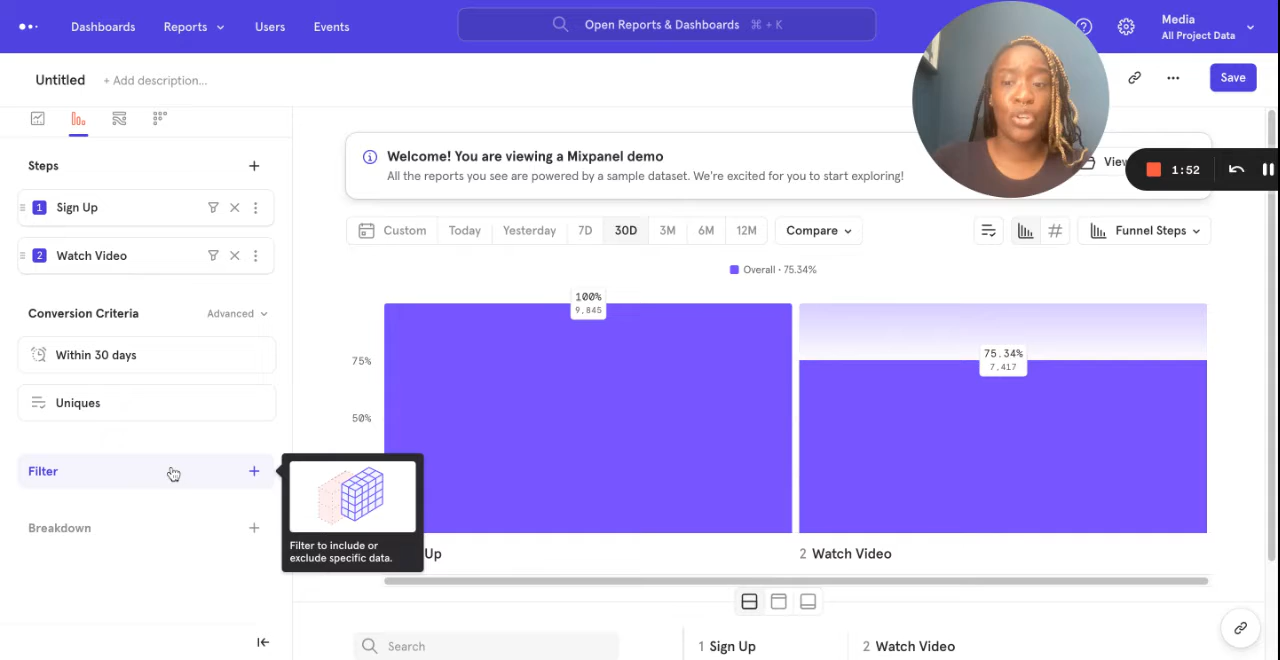 Dashboards
Reports
Users
Events
Open Reports & Dashboards ⌘ + K
Media
All Project Data
Untitled
+ Add description...
Save
Steps
1 Sign Up
2 Watch Video
Conversion Criteria
Advanced
Within 30 days
Uniques
Filter
Breakdown
Filter to include or
exclude specific data.
Welcome! You are viewing a Mixpanel demo
All the reports you see are powered by a sample dataset. We're excited for you to start exploring!
View
1:52
Custom
Today
Yesterday
7D
30D
3M
6M
12M
Compare
#
Funnel Steps
Overall · 75.34%
100%
9,845
75.34%
7,417
75%
50%
Up
2 Watch Video
Search
1 Sign Up
2 Watch Video